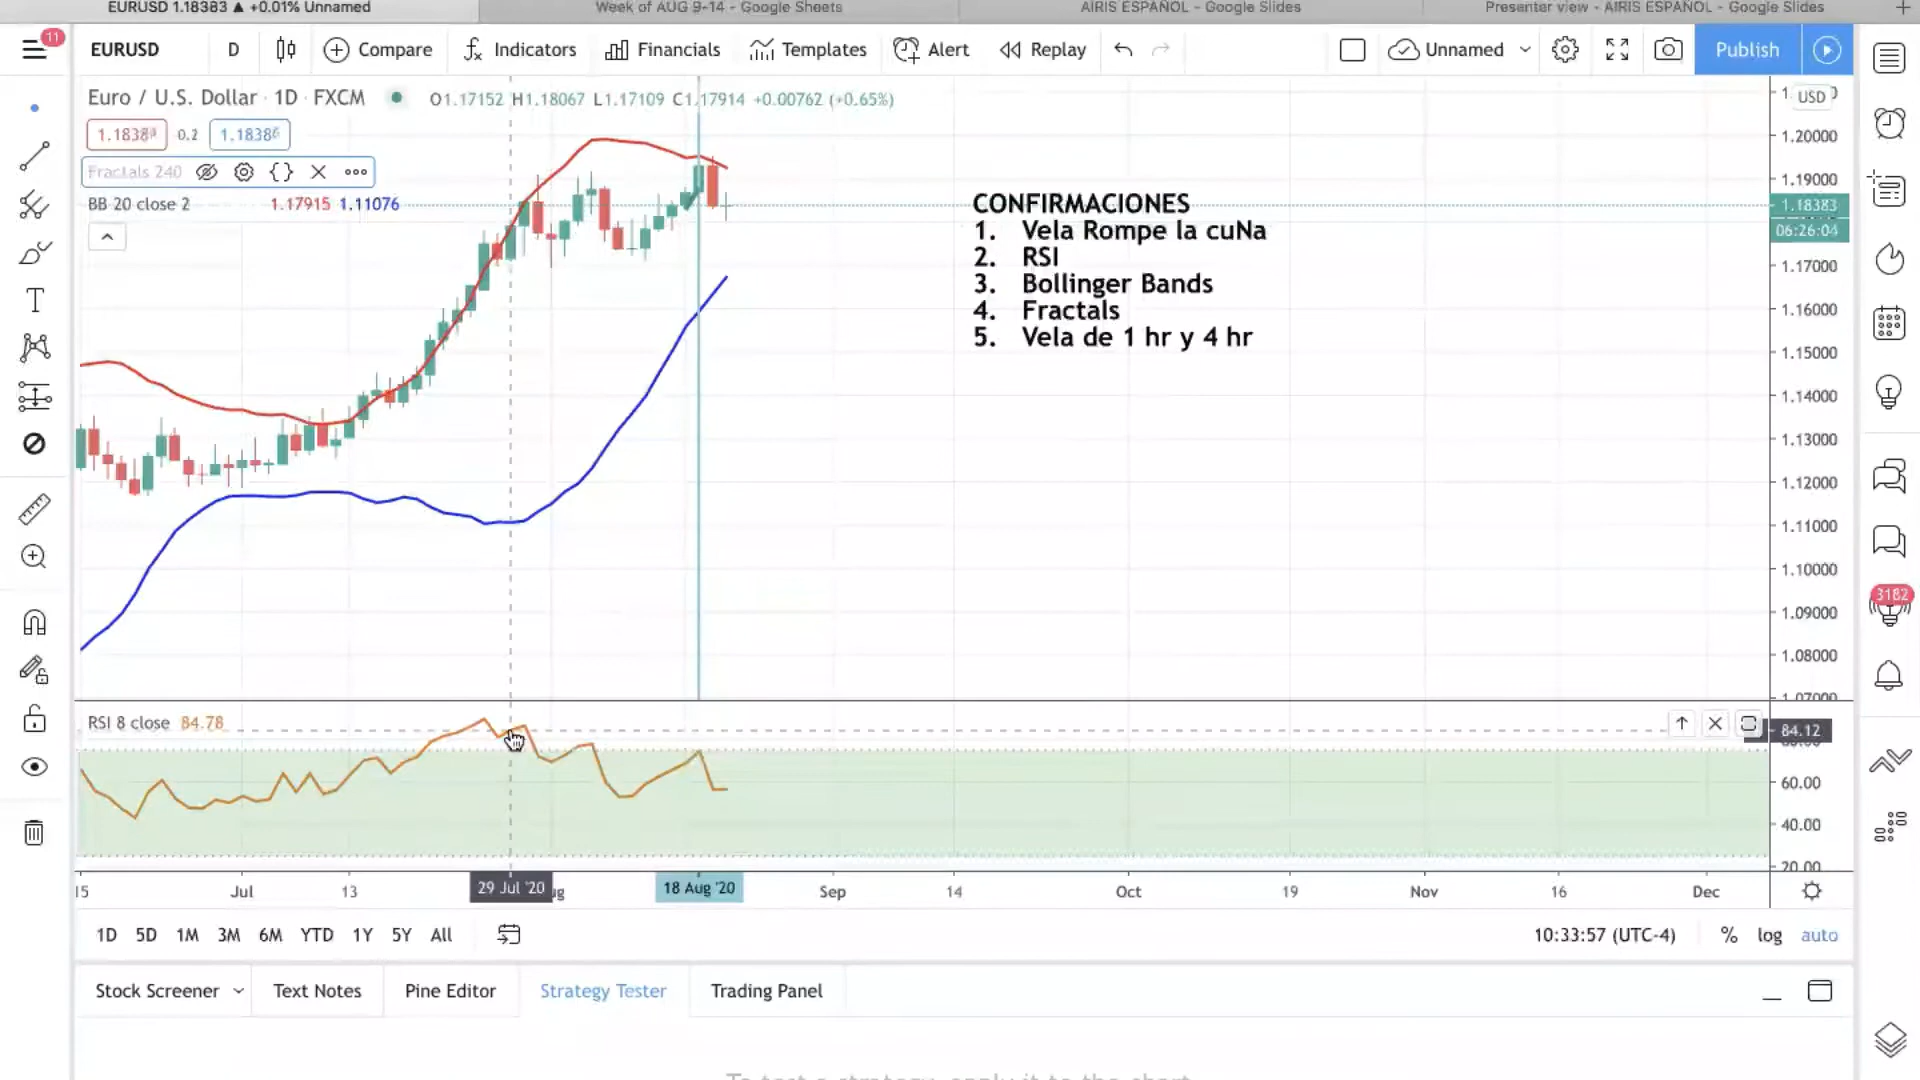 EURUSD 1.18383 ▲ +0.01% Unnamed
Week of AUG 9-14 - Google Sheets
AIRIS ESPAÑOL - Google Slides
Presenter view - AIRIS ESPAÑOL - Google Slides
11
EURUSD D Compare Indicators Financials Templates Alert Replay Unnamed Publish
Euro / U.S. Dollar · 1D · FXCM O1.17152 H1.18067 L1.17109 C1.17914 +0.00762 (+0.65%)
USD
0.2
Fractals 240
BB 20 close 2 1.17915 1.11076
CONFIRMACIONES
1. Vela Rompe la cuNa
2. RSI
3. Bollinger Bands
4. Fractals
5. Vela de 1 hr y 4 hr
1.20000
1.19000
1.18383
06:26:04
1.17000
1.16000
1.15000
1.14000
1.13000
1.12000
1.11000
1.10000
1.09000
1.08000
1.07000
3182
RSI 8 close 84.78
84.12
60.00
40.00
20.00
15 Jul 13 29 Jul '20 18 Aug '20 Sep 14 Oct 19 Nov 16 Dec
1D 5D 1M 3M 6M YTD 1Y 5Y All
10:33:57 (UTC-4) % log auto
Stock Screener Text Notes Pine Editor Strategy Tester Trading Panel